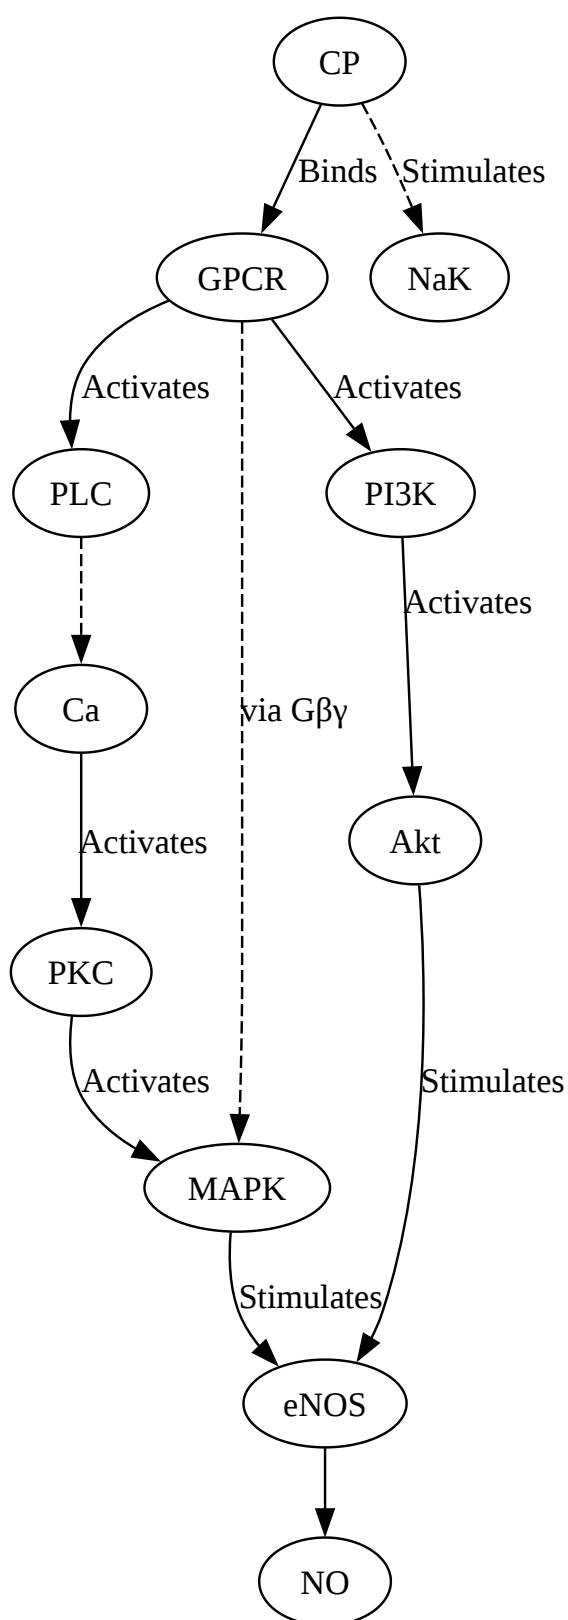 CP
Binds
Stimulates
GPCR
NaK
Activates
Activates
PLC
PI3K
Activates
Ca
via Gβγ
Activates
Akt
PKC
Activates
Stimulates
MAPK
Stimulates
eNOS
NO